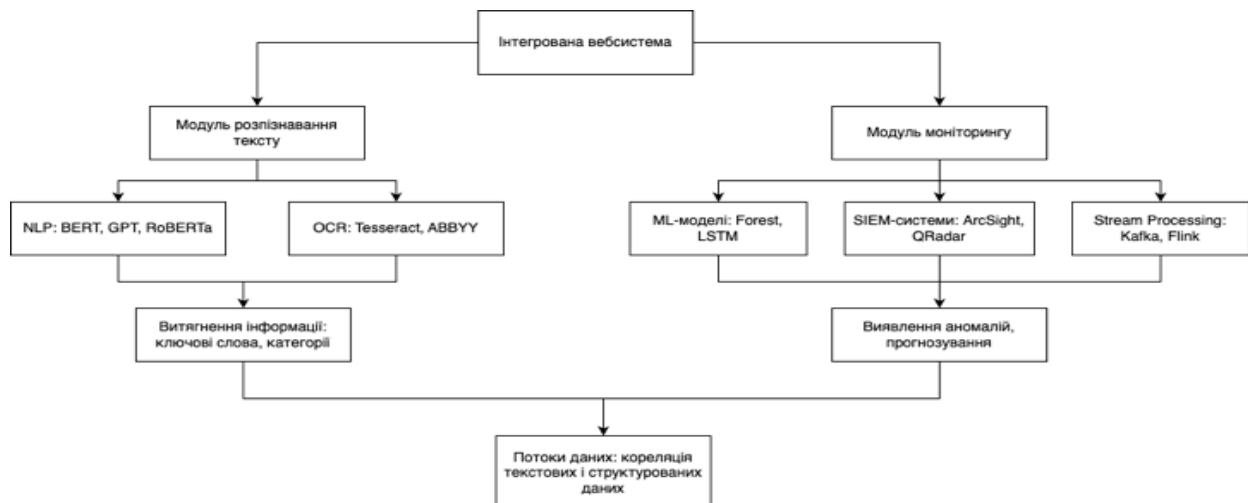 Інтегрована вебсистема
Модуль розпізнавання
тексту
Модуль моніторингу
NLP: BERT, GPT, RoBERTa
OCR: Tesseract, ABBYY
ML-моделі: Forest,
LSTM
SIEM-системи: ArcSight,
QRadar
Stream Processing:
Kafka, Flink
Витягнення інформації:
ключові слова, категорії
Виявлення аномалій,
прогнозування
Потоки даних: кореляція
текстових і структурованих
даних